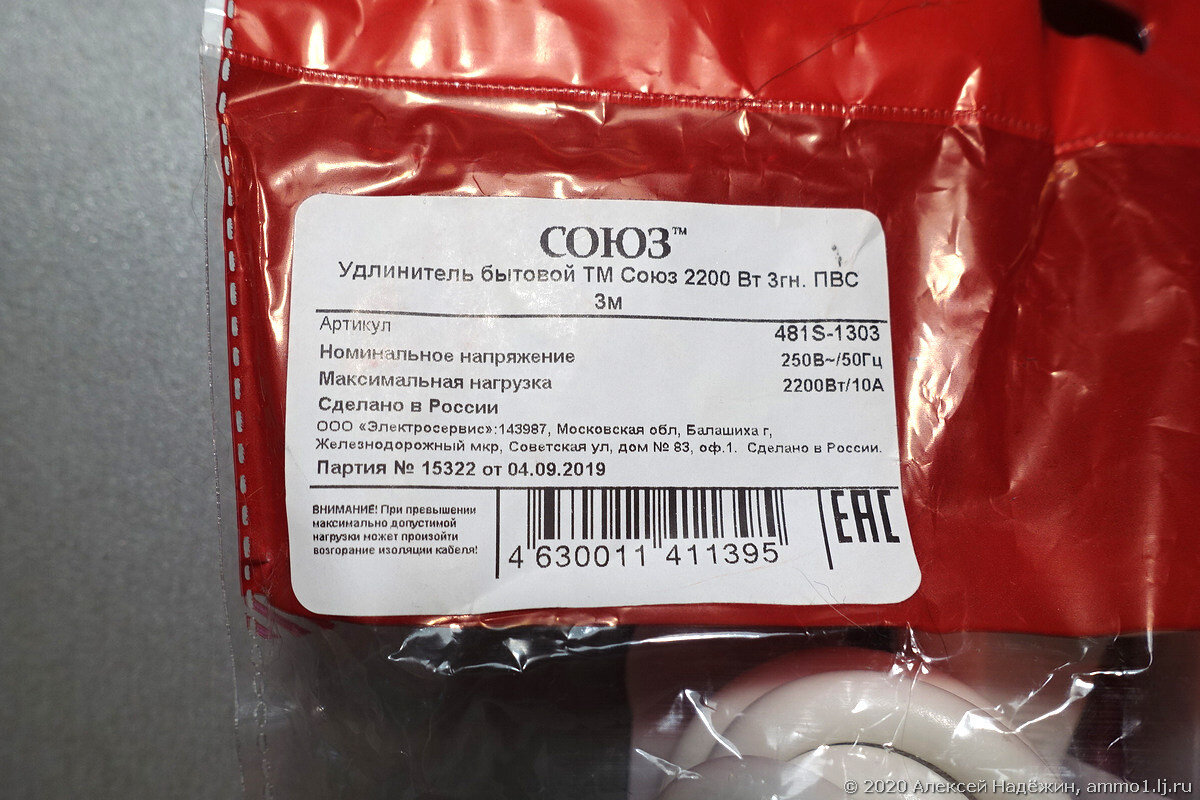 СОЮЗ™
Удлинитель бытовой ТМ Союз 2200 Вт 3гн. ПВС
3м
Артикул 481S-1303
Номинальное напряжение 250В~/50Гц
Максимальная нагрузка 2200Вт/10А
Сделано в России
ООО «Электросервис»:143987, Московская обл, Балашиха г,
Железнодорожный мкр, Советская ул, дом № 83, оф.1. Сделано в России.
Партия № 15322 от 04.09.2019
ВНИМАНИЕ! При превышении
максимально допустимой
нагрузки может произойти
возгорание изоляции кабеля!
4 630011 411395
EAC
© 2020 Алексей Надёжин, ammo1.lj.ru